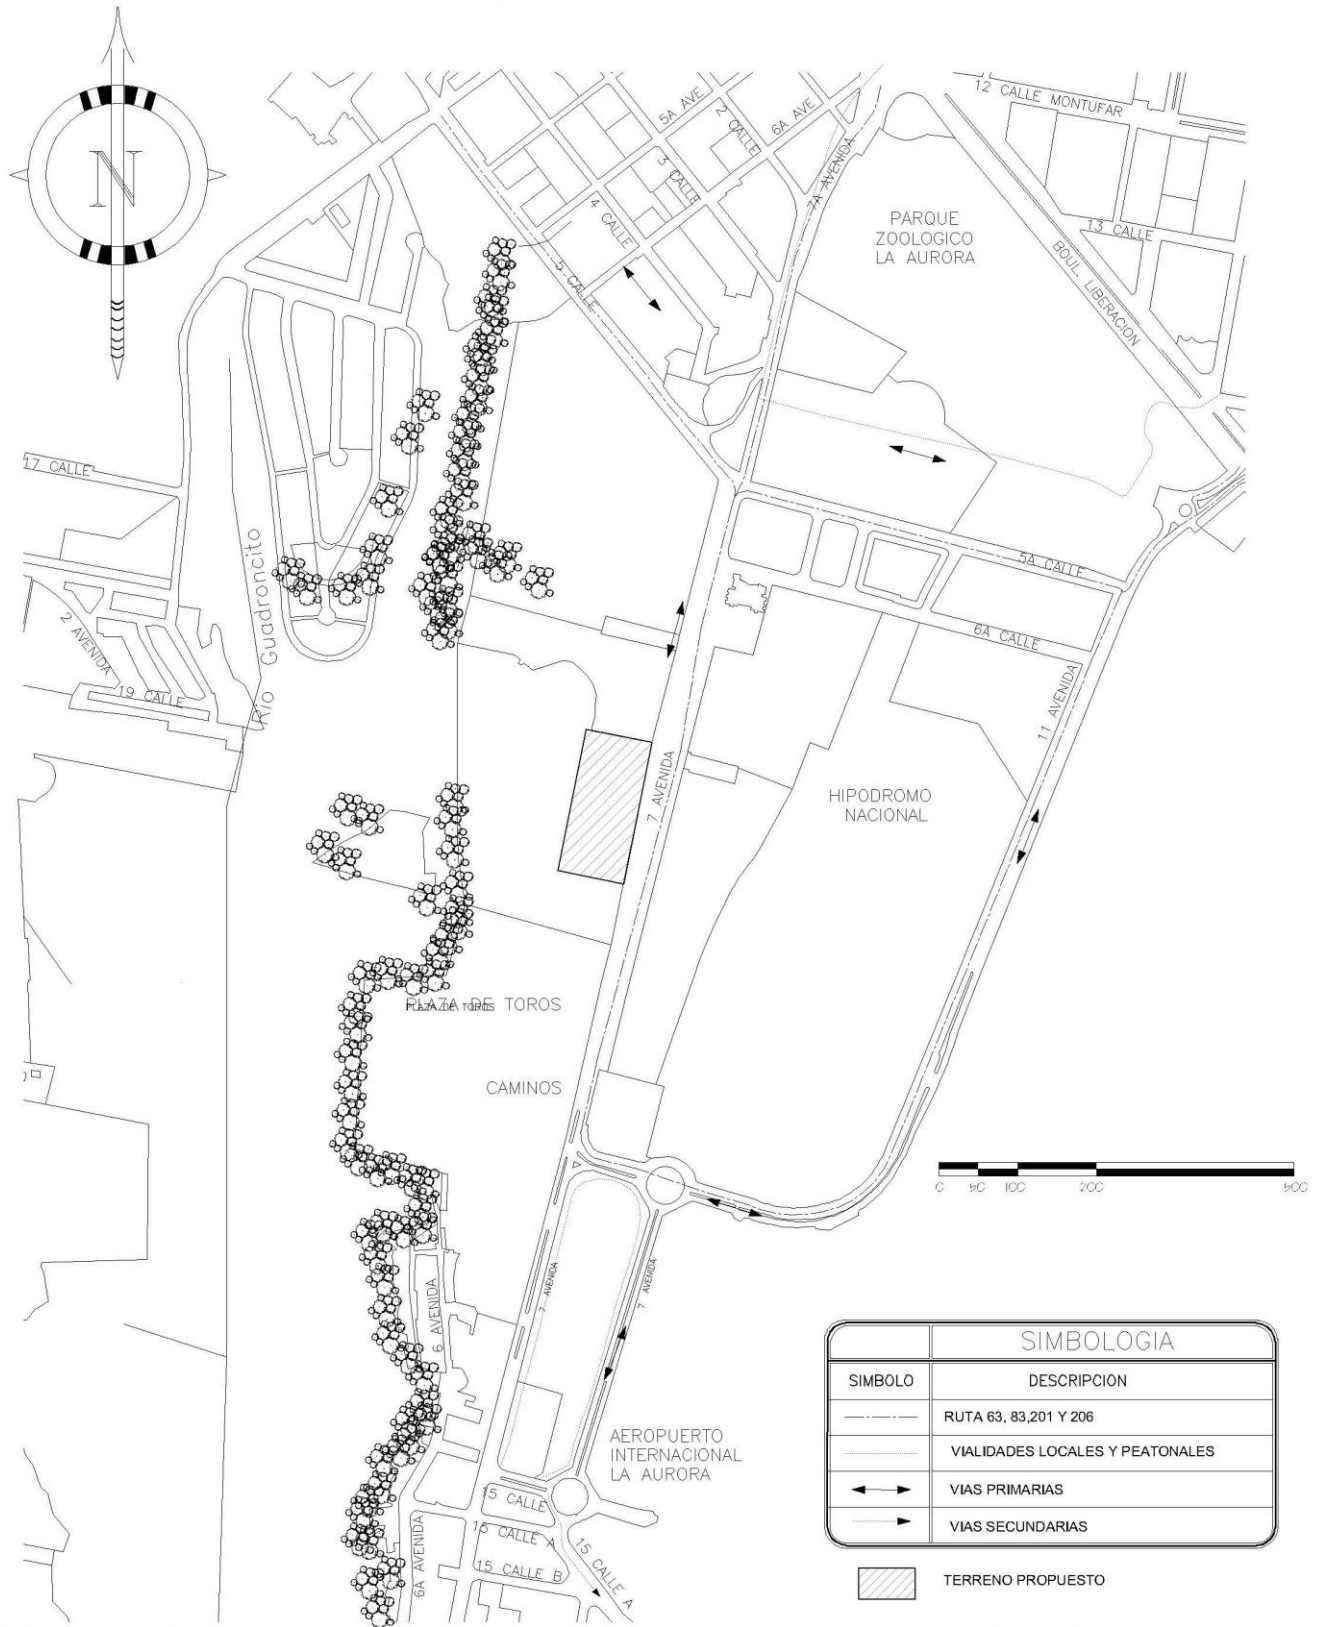 N
12 CALLE MONTUFAR
5A AVE
2 CALLE
6A AVE
3 CALLE
7A AVENIDA
4 CALLE
PARQUE
ZOOLOGICO
LA AURORA
13 CALLE
BOUL. LIBERACION
5 CALLE
17 CALLE
Rio Guadroncito
5A CALLE
2 AVENIDA
6A CALLE
19 CALLE
11 AVENIDA
7 AVENIDA
HIPODROMO
NACIONAL
PLAZA DE TOROS
PLAZA DE TOROS
CAMINOS
0 50 100 200 500
7 AVENIDA
7 AVENIDA
6 AVENIDA
SIMBOLOGIA
SIMBOLO DESCRIPCION
RUTA 63, 83,201 Y 206
VIALIDADES LOCALES Y PEATONALES
VIAS PRIMARIAS
VIAS SECUNDARIAS
TERRENO PROPUESTO
AEROPUERTO
INTERNACIONAL
LA AURORA
15 CALLE
15 CALLE A
15 CALLE B
15 CALLE A
6A AVENIDA